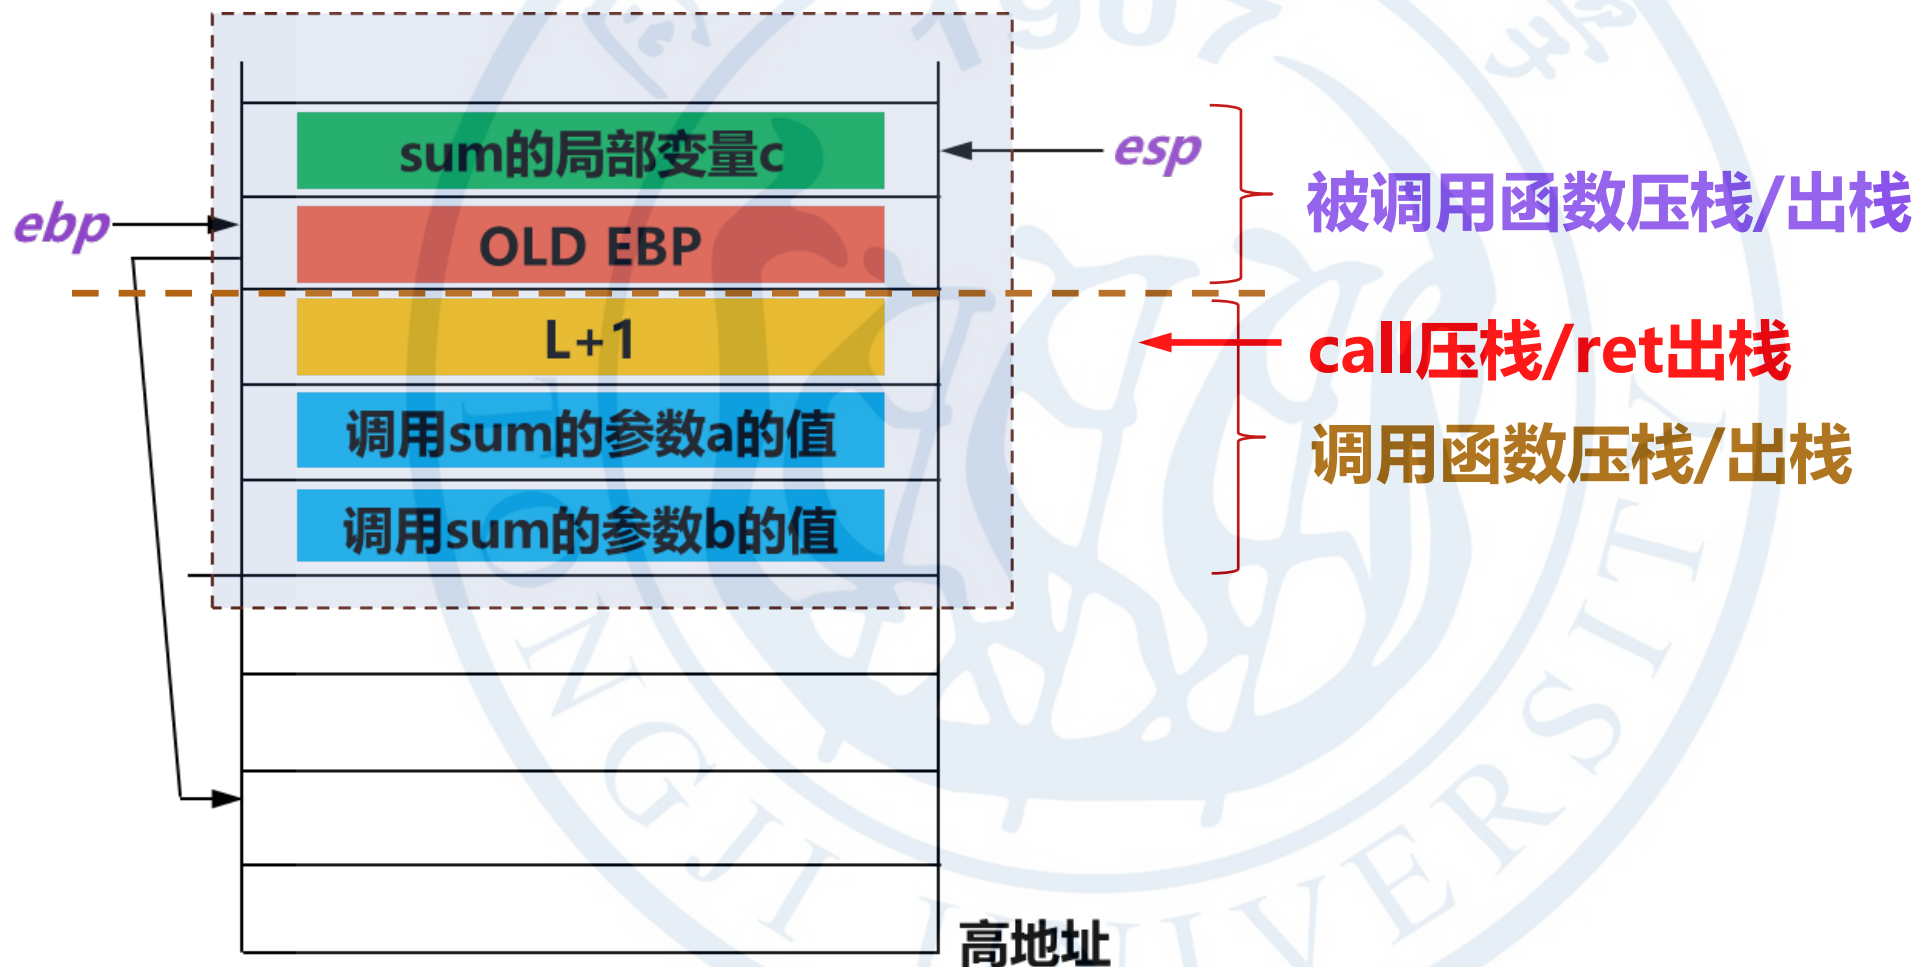 1907
sum的局部变量c
esp
被调用函数压栈/出栈
ebp
OLD EBP
L+1
call压栈/ret出栈
调用sum的参数a的值
调用函数压栈/出栈
调用sum的参数b的值
高地址
TONGJI UNIVERSITY